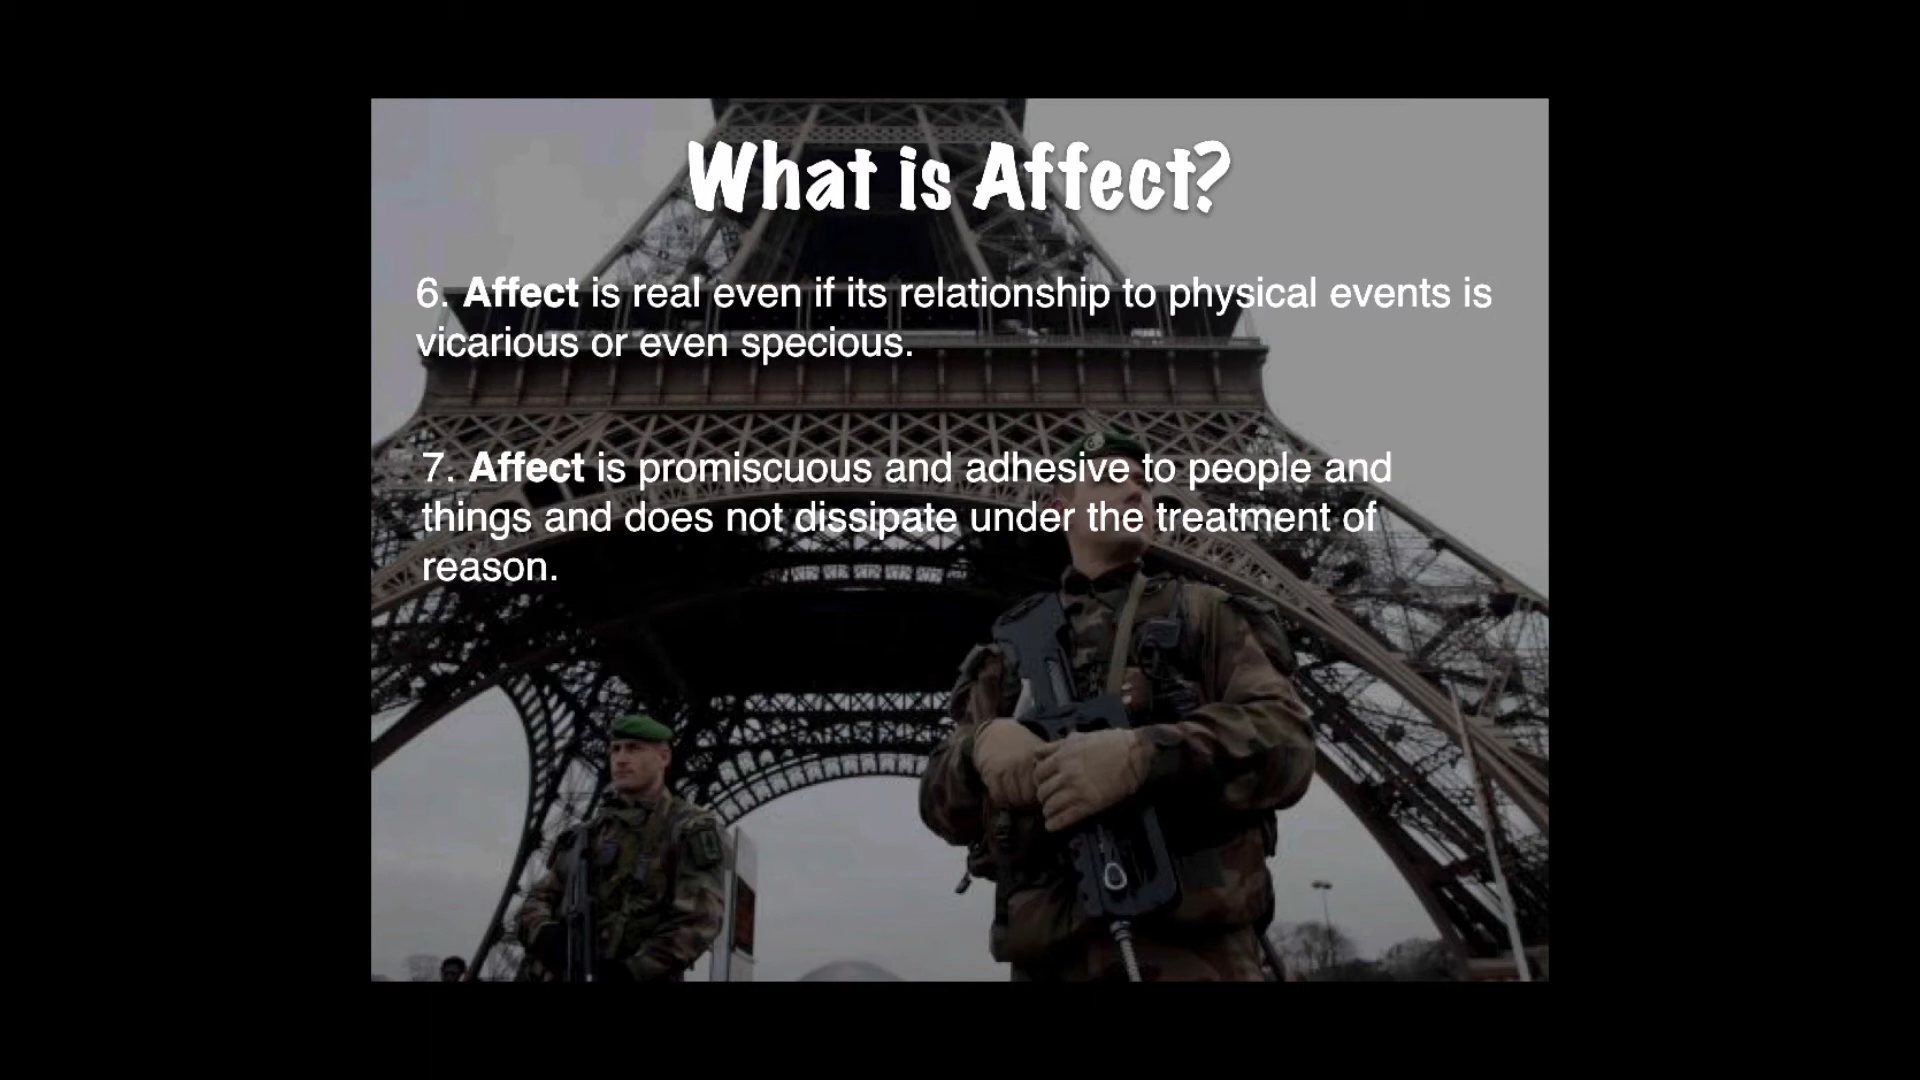 What is Affect?
6. Affect is real even if its relationship to physical events is
vicarious or even specious.
7. Affect is promiscuous and adhesive to people and
things and does not dissipate under the treatment of
reason.